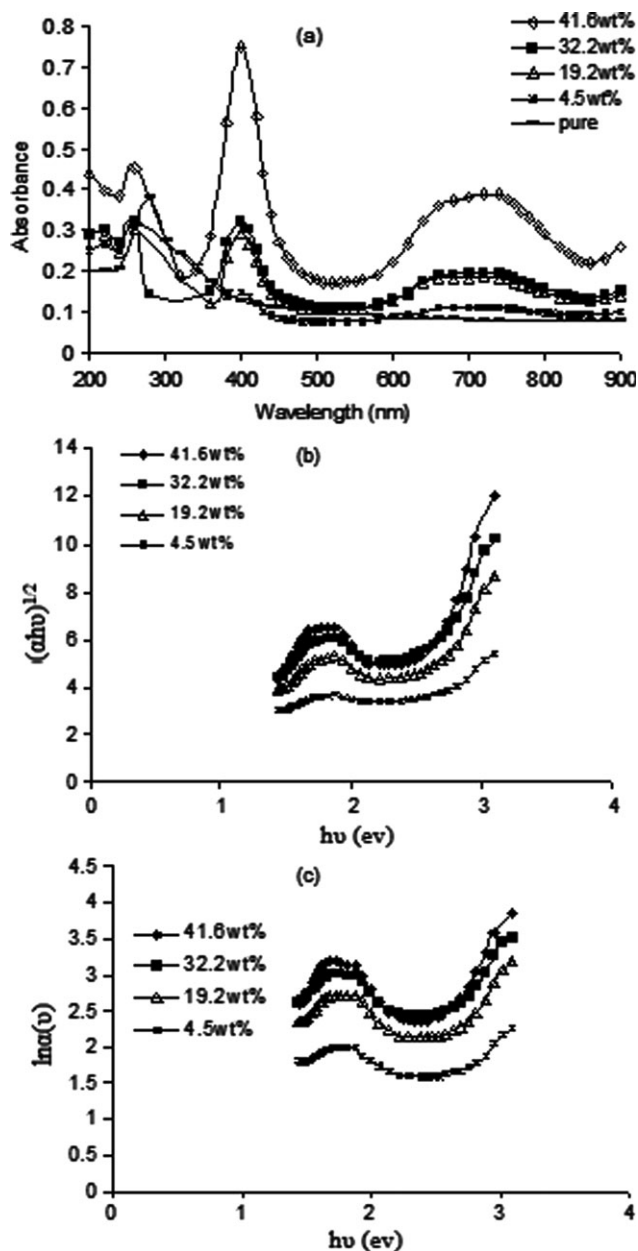 (a)
41.6wt%
32.2wt%
19.2wt%
4.5wt%
pure
0.8
0.7
0.6
0.5
0.4
0.3
0.2
0.1
0
Absorbance
200 300 400 500 600 700 800 900
Wavelength (nm)
(b)
41.6wt%
32.2wt%
19.2wt%
4.5wt%
14
12
10
8
6
4
2
0
(αhυ)1/2
0 1 2 3 4
hυ (ev)
(c)
41.6wt%
32.2wt%
19.2wt%
4.5wt%
4.5
4
3.5
3
2.5
2
1.5
1
0.5
0
lnα(υ)
0 1 2 3 4
hυ (ev)